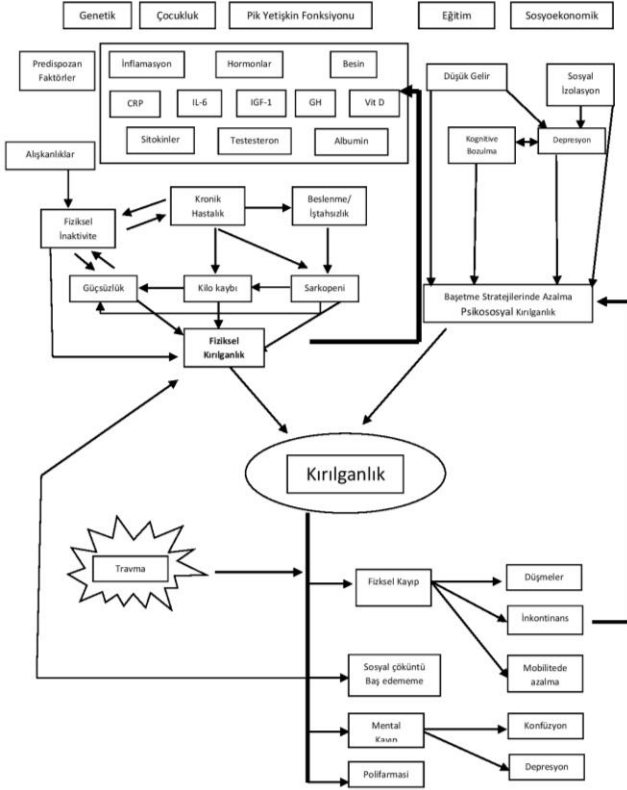 Genetik
Çocukluk
Pik Yetişkin Fonksiyonu
Eğitim
Sosyoekonomik
Predispozan
Faktörler
İnflamasyon
Hormonlar
Besin
CRP
IL-6
IGF-1
GH
Vit D
Sitokinler
Testesteron
Albumin
Düşük Gelir
Sosyal
İzolasyon
Kognitive
Bozulma
Depresyon
Alışkanlıklar
Fiziksel
İnaktivite
Kronik
Hastalık
Beslenme/
İştahsızlık
Güçsüzlük
Kilo kaybı
Sarkopeni
Başetme Stratejilerinde Azalma
Psikososyal Kırılganlık
Fiziksel
Kırılganlık
Kırılganlık
Travma
Fizksel Kayıp
Düşmeler
İnkontinans
Mobilitede
azalma
Sosyal çöküntü
Baş edememe
Mental
Kayıp
Konfüzyon
Depresyon
Polifarmasi